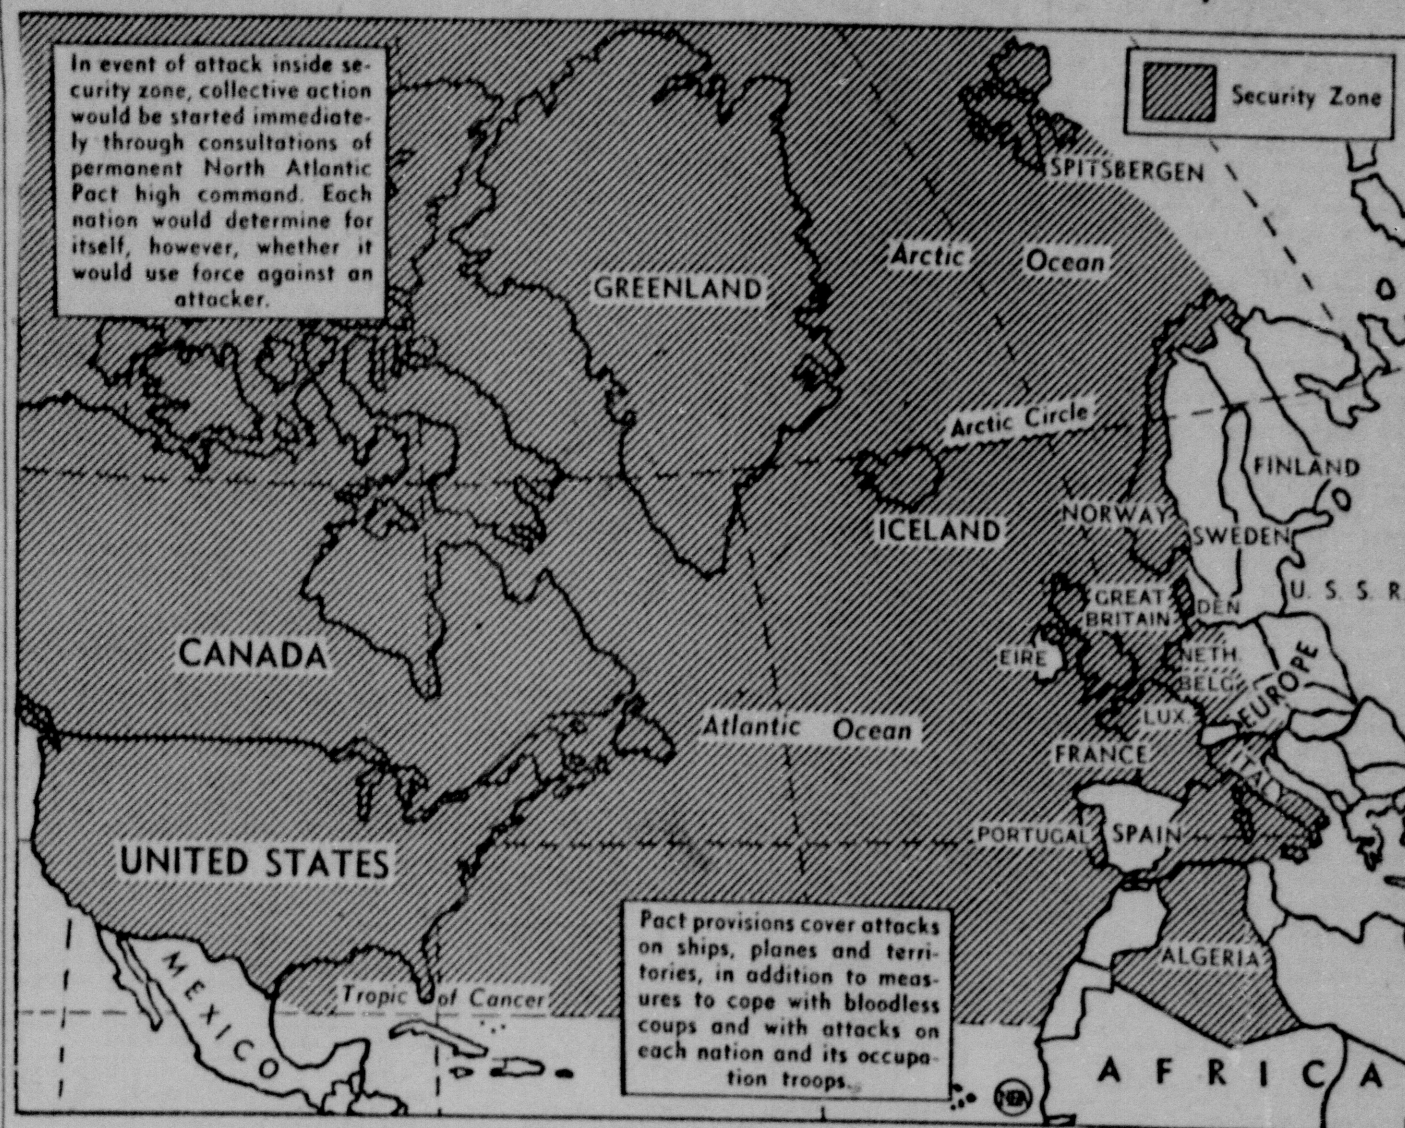 In event of attack inside se-
curity zone, collective action
would be started immediate-
ly through consultations of
permanent North Atlantic
Pact high command. Each
nation would determine for
itself, however, whether it
would use force against an
attacker.
Security Zone
SPITSBERGEN
Arctic Ocean
GREENLAND
Arctic Circle
FINLAND
ICELAND
NORWAY
SWEDEN
U. S. S. R.
GREAT
BRITAIN
DEN
CANADA
EIRE
NETH.
BELG.
EUROPE
LUX.
Atlantic Ocean
FRANCE
ITALY
PORTUGAL
SPAIN
UNITED STATES
MEXICO
ALGERIA
Tropic of Cancer
Pact provisions cover attacks
on ships, planes and terri-
tories, in addition to meas-
ures to cope with bloodless
coups and with attacks on
each nation and its occupa-
tion troops.
AFRICA
NEA